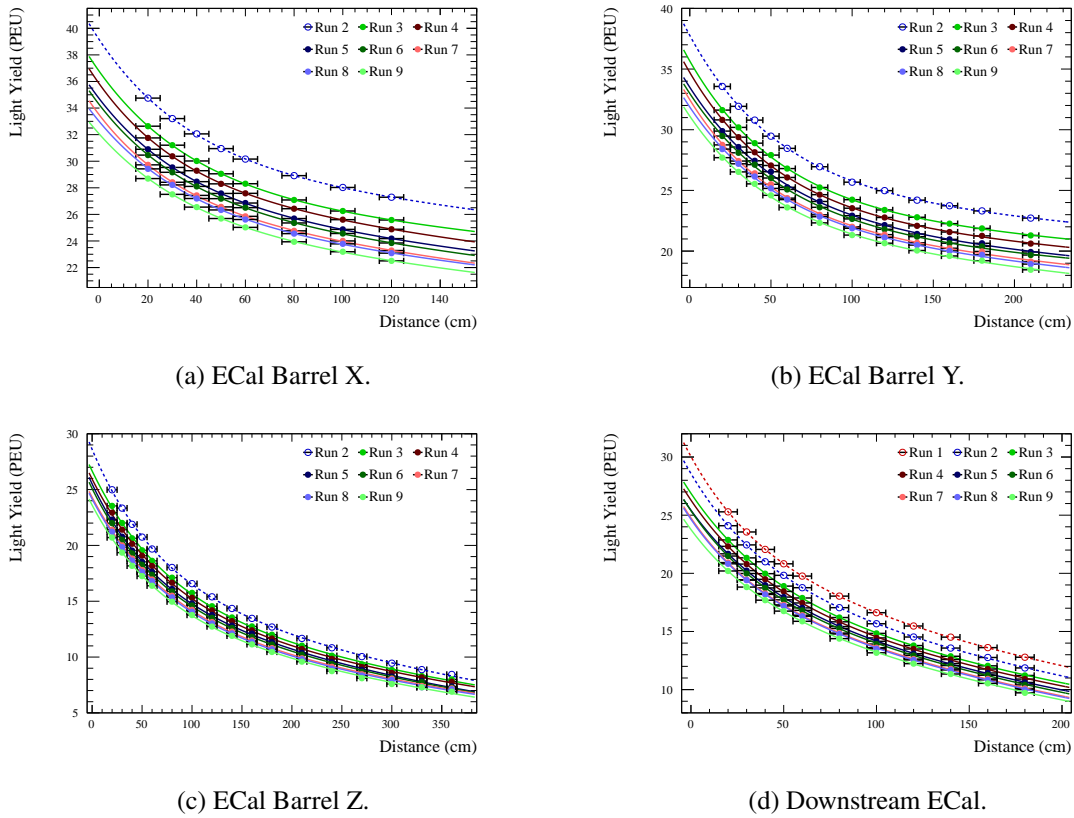 Light Yield (PEU)
40
38
36
34
32
30
28
26
24
22
Run 2 Run 3 Run 4
Run 5 Run 6 Run 7
Run 8 Run 9
0 20 40 60 80 100 120 140
Distance (cm)
(a) ECal Barrel X.
Light Yield (PEU)
40
35
30
25
20
Run 2 Run 3 Run 4
Run 5 Run 6 Run 7
Run 8 Run 9
0 50 100 150 200
Distance (cm)
(b) ECal Barrel Y.
Light Yield (PEU)
30
25
20
15
10
5
Run 2 Run 3 Run 4
Run 5 Run 6 Run 7
Run 8 Run 9
0 50 100 150 200 250 300 350
Distance (cm)
(c) ECal Barrel Z.
Light Yield (PEU)
30
25
20
15
10
Run 1 Run 2 Run 3
Run 4 Run 5 Run 6
Run 7 Run 8 Run 9
0 50 100 150 200
Distance (cm)
(d) Downstream ECal.